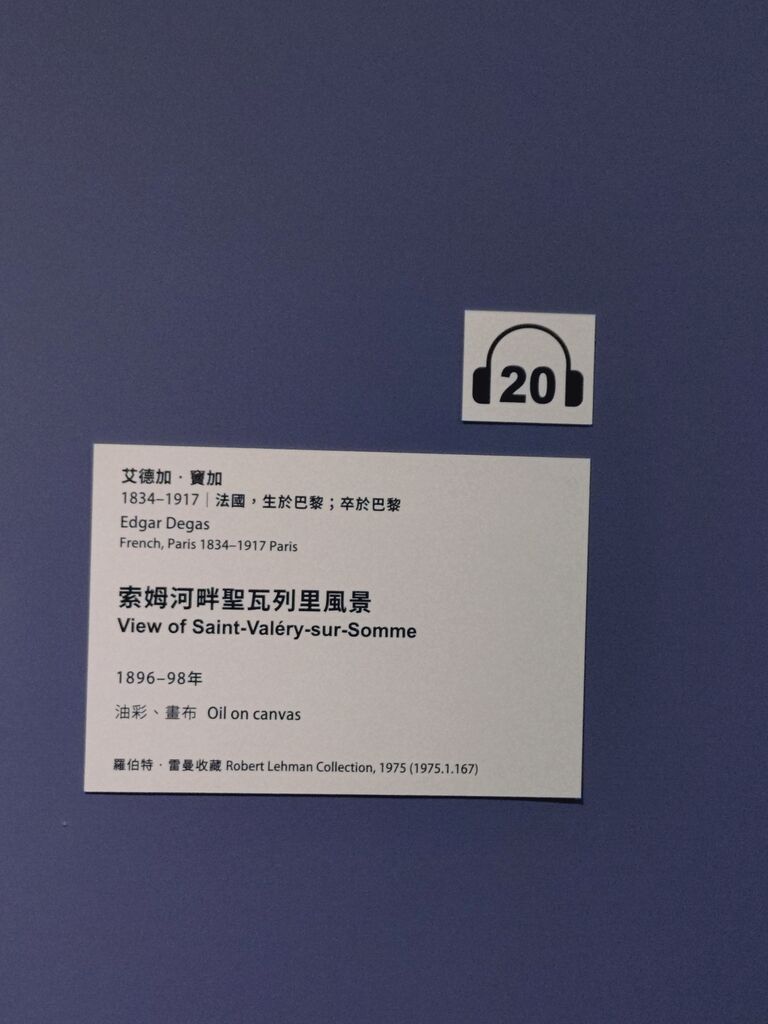 20
艾德加·竇加
1834–1917｜法國，生於巴黎；卒於巴黎
Edgar Degas
French, Paris 1834–1917 Paris
索姆河畔聖瓦列里風景
View of Saint-Valéry-sur-Somme
1896–98年
油彩、畫布 Oil on canvas
羅伯特·雷曼收藏 Robert Lehman Collection, 1975 (1975.1.167)